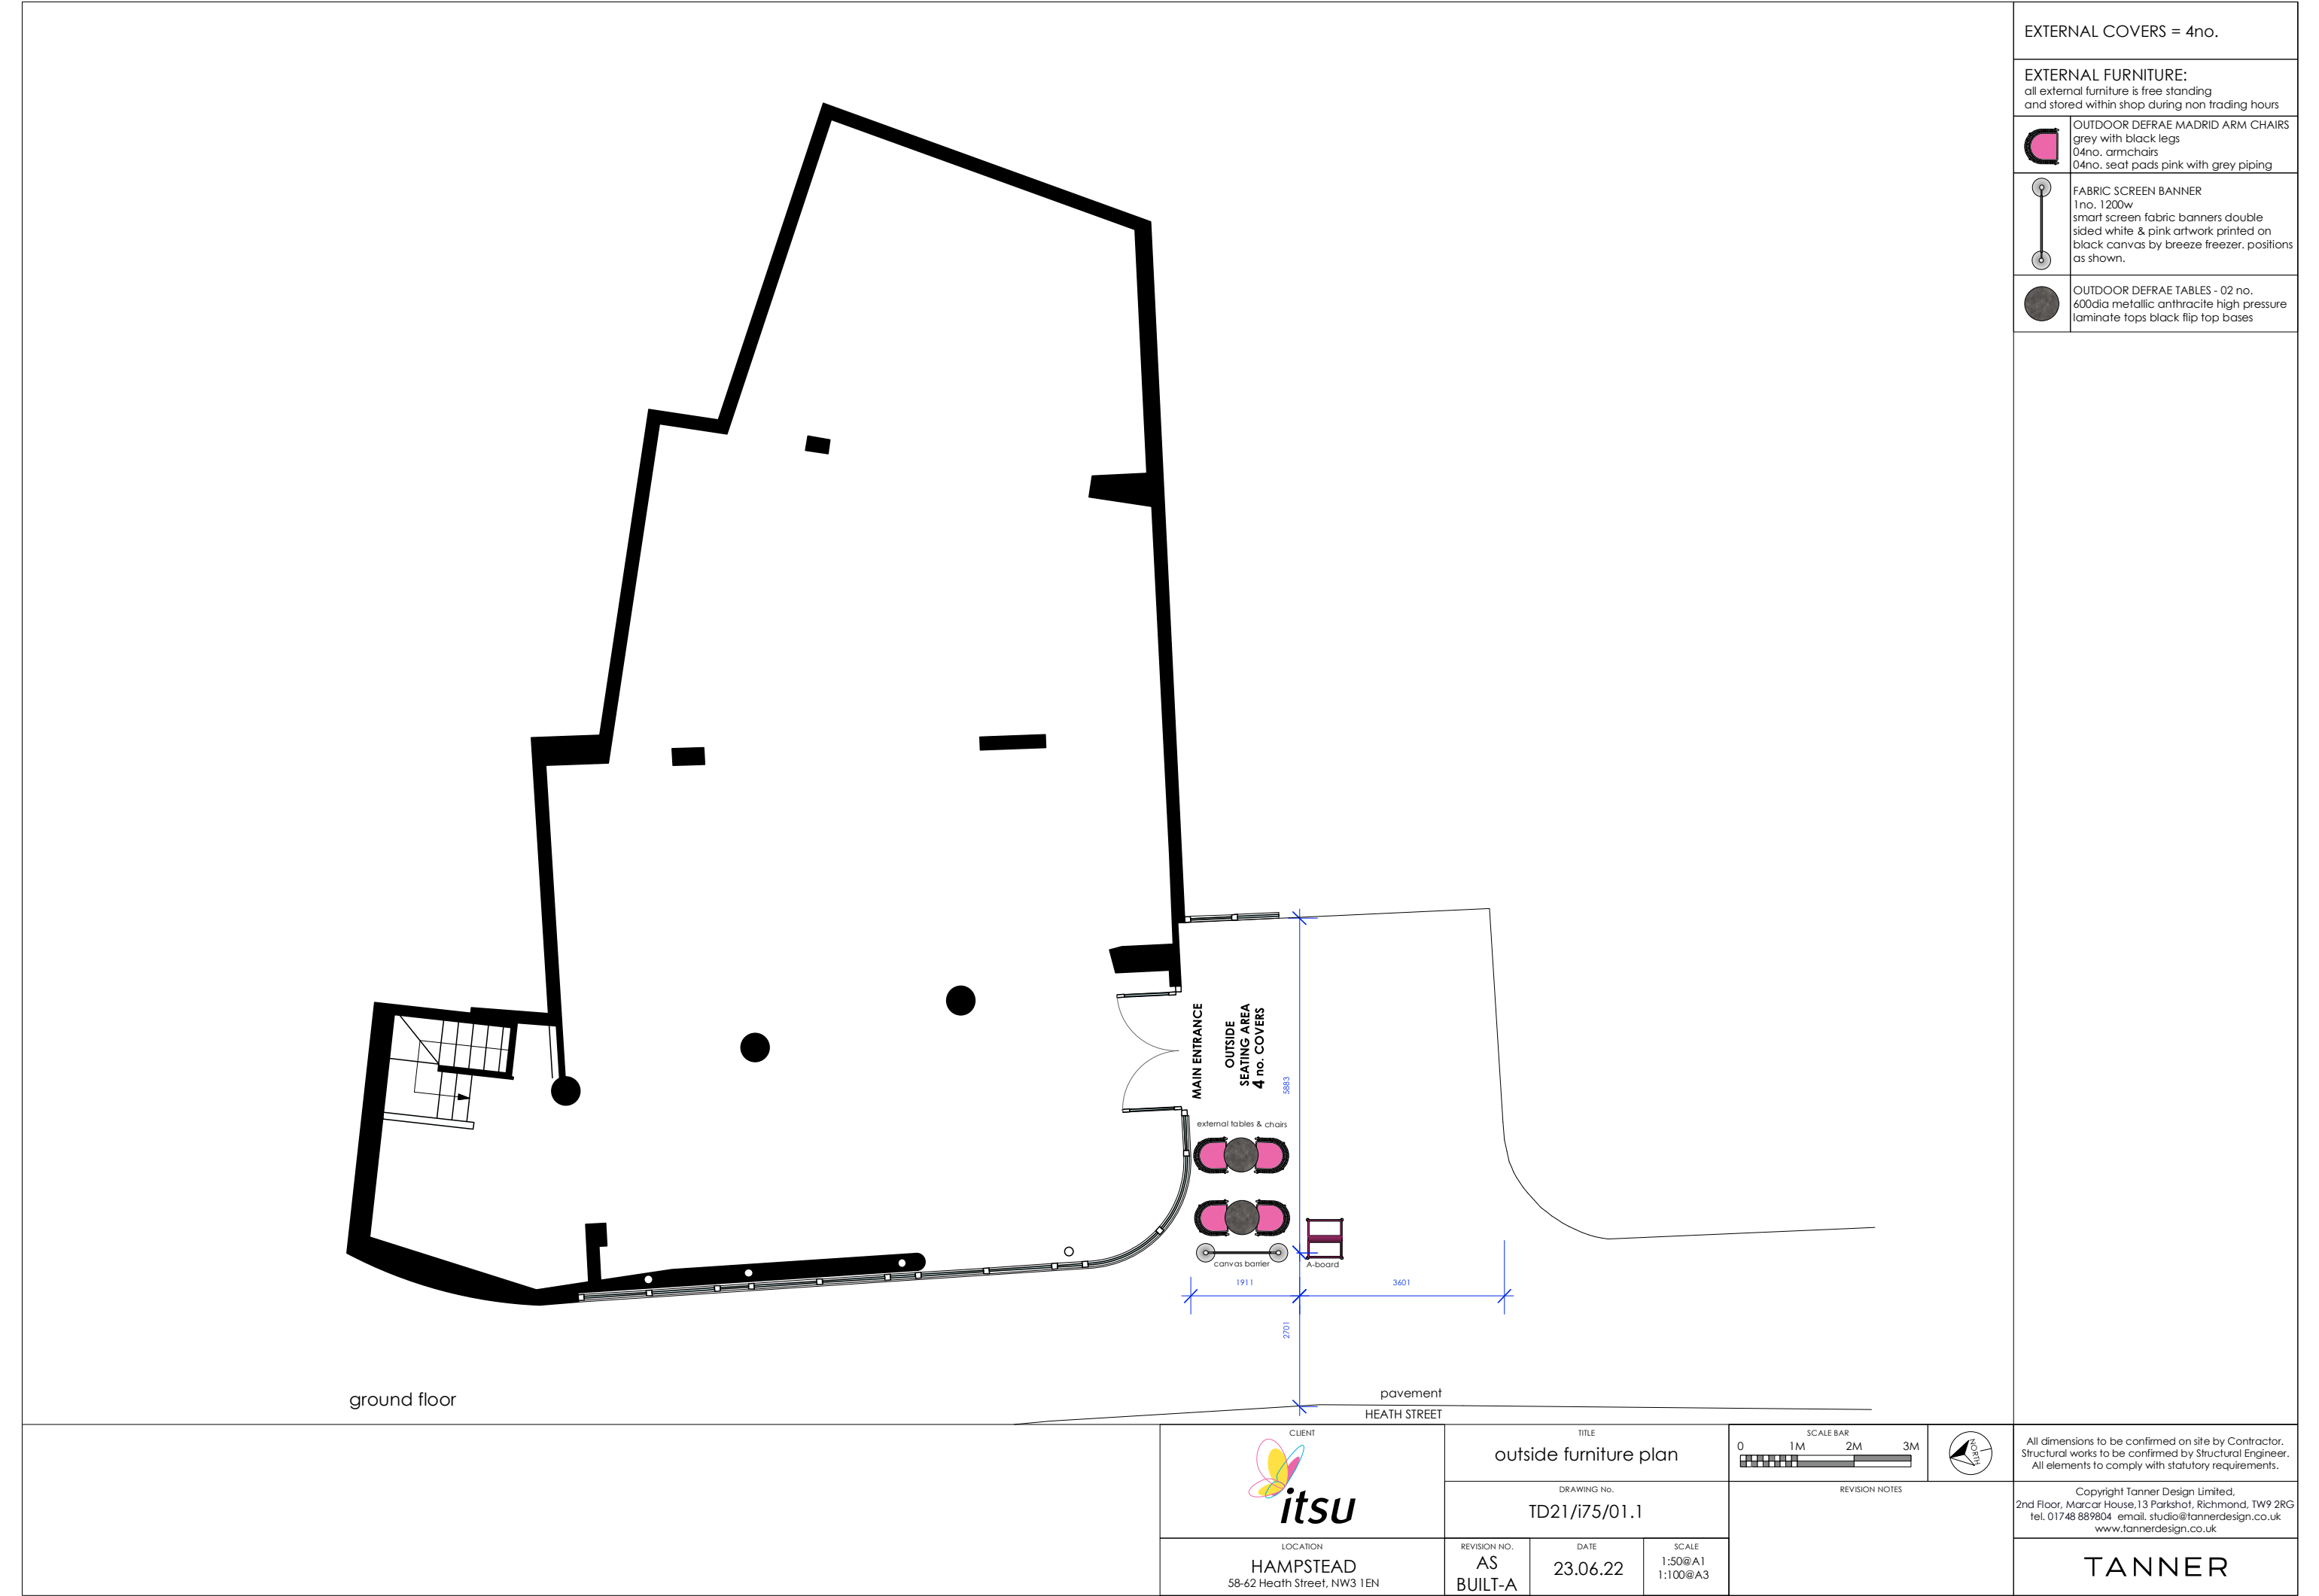 EXTERNAL COVERS = 4no.
EXTERNAL FURNITURE:
all external furniture is free standing
and stored within shop during non trading hours
OUTDOOR DEFRAE MADRID ARM CHAIRS
grey with black legs
04no. armchairs
04no. seat pads pink with grey piping
FABRIC SCREEN BANNER
1no. 1200w
smart screen fabric banners double
sided white & pink artwork printed on
black canvas by breeze freezer. positions
as shown.
OUTDOOR DEFRAE TABLES - 02 no.
600dia metallic anthracite high pressure
laminate tops black flip top bases
MAIN ENTRANCE
OUTSIDE
SEATING AREA
4 no. COVERS
5883
external tables & chairs
canvas barrier
A-board
1911
3601
2701
ground floor
pavement
HEATH STREET
CLIENT
itsu
LOCATION
HAMPSTEAD
58-62 Heath Street, NW3 1EN
TITLE
outside furniture plan
DRAWING No.
TD21/i75/01.1
REVISION NO.
AS
BUILT-A
DATE
23.06.22
SCALE
1:50@A1
1:100@A3
SCALE BAR
0 1M 2M 3M
NORTH
REVISION NOTES
All dimensions to be confirmed on site by Contractor.
Structural works to be confirmed by Structural Engineer.
All elements to comply with statutory requirements.
Copyright Tanner Design Limited,
2nd Floor, Marcar House,13 Parkshot, Richmond, TW9 2RG
tel. 01748 889804 email. studio@tannerdesign.co.uk
www.tannerdesign.co.uk
TANNER